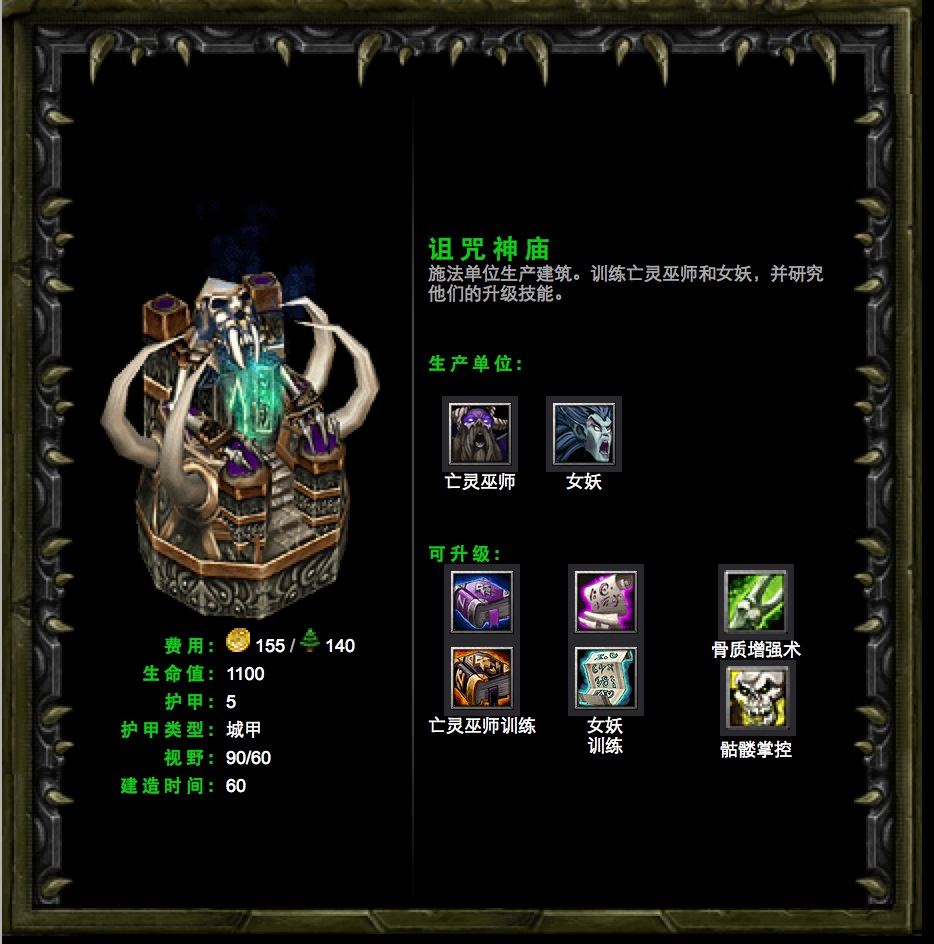 诅咒神庙
施法单位生产建筑。训练亡灵巫师和女妖，并研究
他们的升级技能。
生产单位：
亡灵巫师
女妖
可升级：
骨质增强术
亡灵巫师训练
女妖
训练
骷髅掌控
费用： 155 / 140
生命值： 1100
护甲： 5
护甲类型： 城甲
视野： 90/60
建造时间： 60